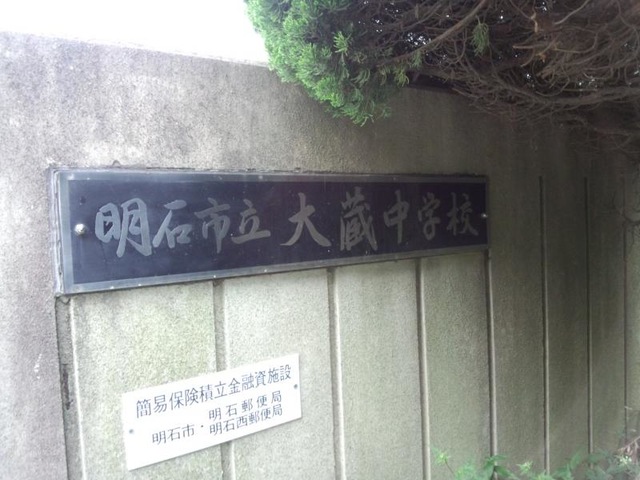 明石市立大蔵中学校
簡易保険積立金融資施設
明石郵便局
明石市・明石西郵便局